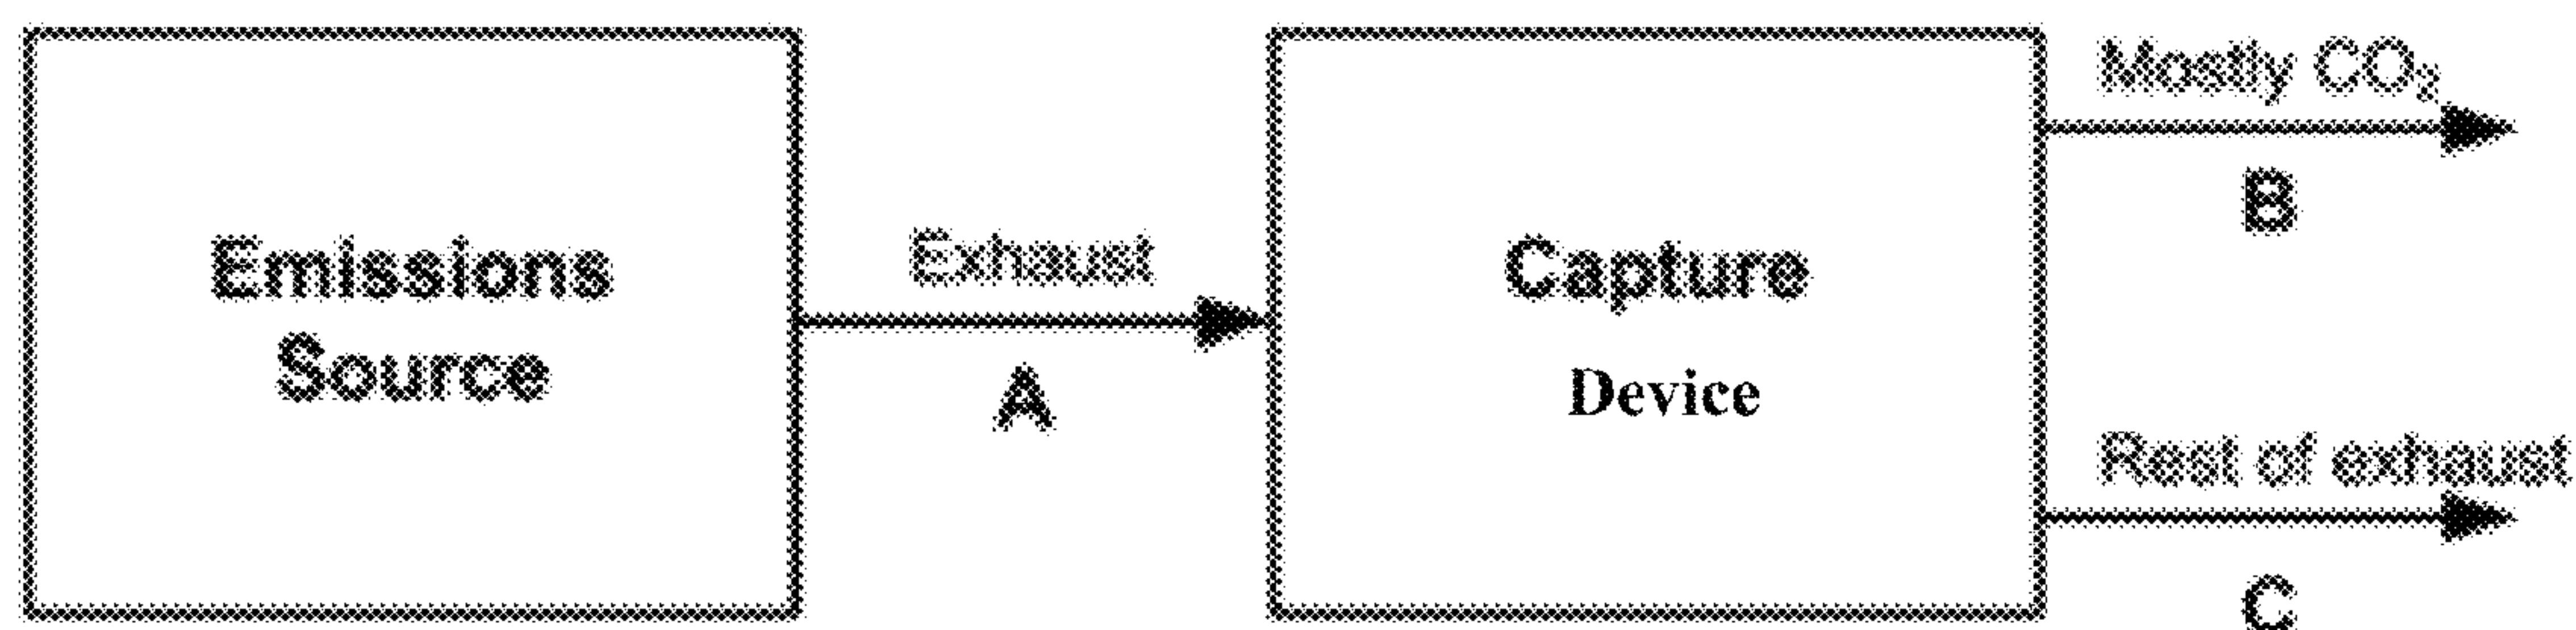 Emissions
Source
Exhaust
A
Capture
Device
Mostly CO₂
B
Rest of exhaust
C